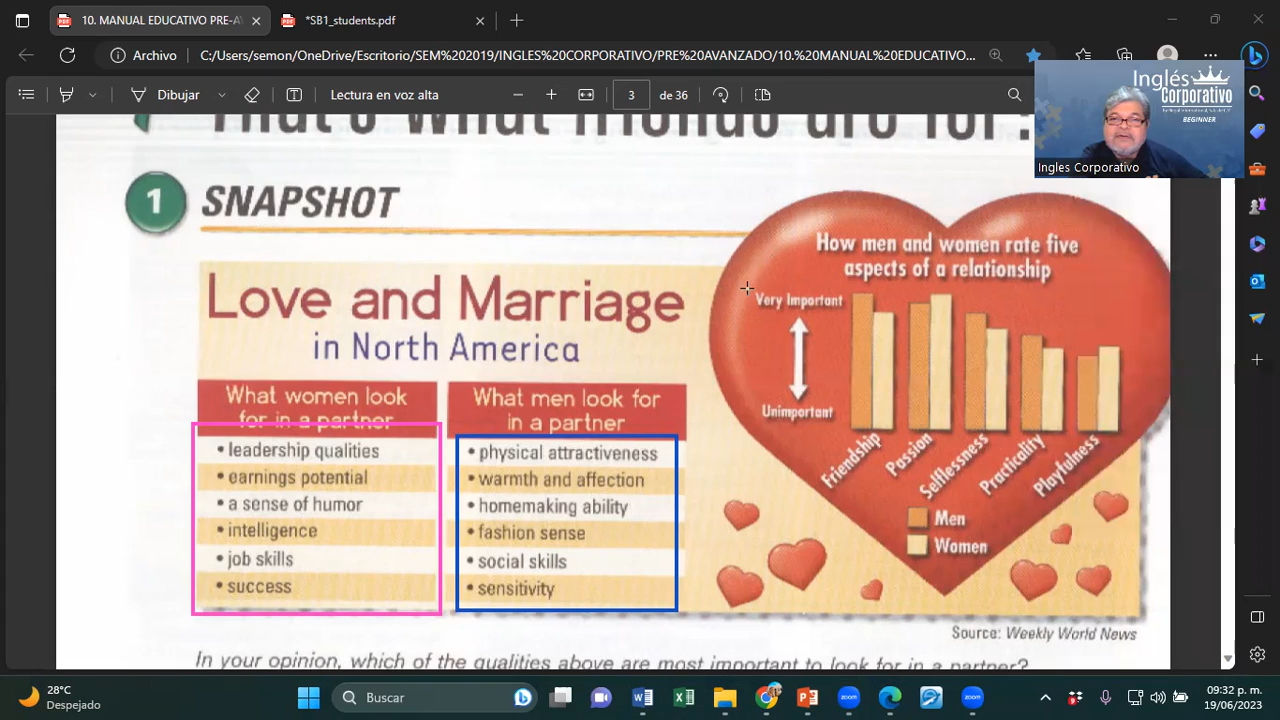 10. MANUAL EDUCATIVO PRE-A
*SB1_students.pdf
Archivo
C:/Users/semon/OneDrive/Escritorio/SEM%202019/INGLES%20CORPORATIVO/PRE%20AVANZADO/10.%20MANUAL%20EDUCATIVO...
Dibujar
Lectura en voz alta
3 de 36
Inglés
Corporativo
BEGINNER
Ingles Corporativo
That's what friends are for!
1 SNAPSHOT
Love and Marriage
in North America
What women look
for in a partner
• leadership qualities
• earnings potential
• a sense of humor
• intelligence
• job skills
• success
What men look for
in a partner
• physical attractiveness
• warmth and affection
• homemaking ability
• fashion sense
• social skills
• sensitivity
How men and women rate five
aspects of a relationship
Very Important
Unimportant
Friendship
Passion
Selflessness
Practicality
Playfulness
Men
Women
Source: Weekly World News
In your opinion, which of the qualities above are most important to look for in a partner?
28°C
Despejado
Buscar
09:32 p. m.
19/06/2023